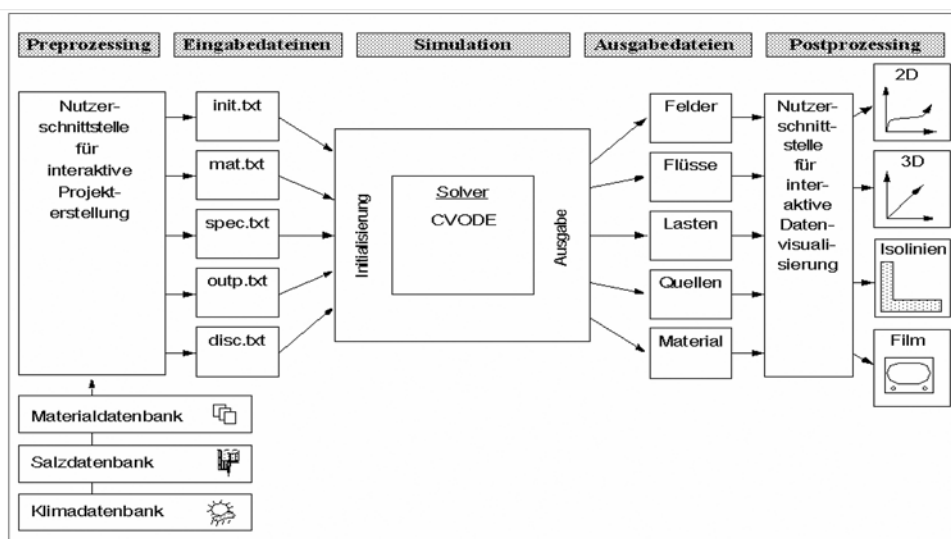 Preprozessing
Eingabedateinen
Simulation
Ausgabedateien
Postprozessing
Nutzer-
schnittstelle
für
interaktive
Projekt-
erstellung
init.txt
mat.txt
spec.txt
outp.txt
disc.txt
Initialisierung
Solver
CVODE
Ausgabe
Felder
Flüsse
Lasten
Quellen
Material
Nutzer-
schnitt-
stelle
für
inter-
aktive
Daten-
visuali-
sierung
2D
3D
Isolinien
Film
Materialdatenbank
Salzdatenbank
Klimadatenbank